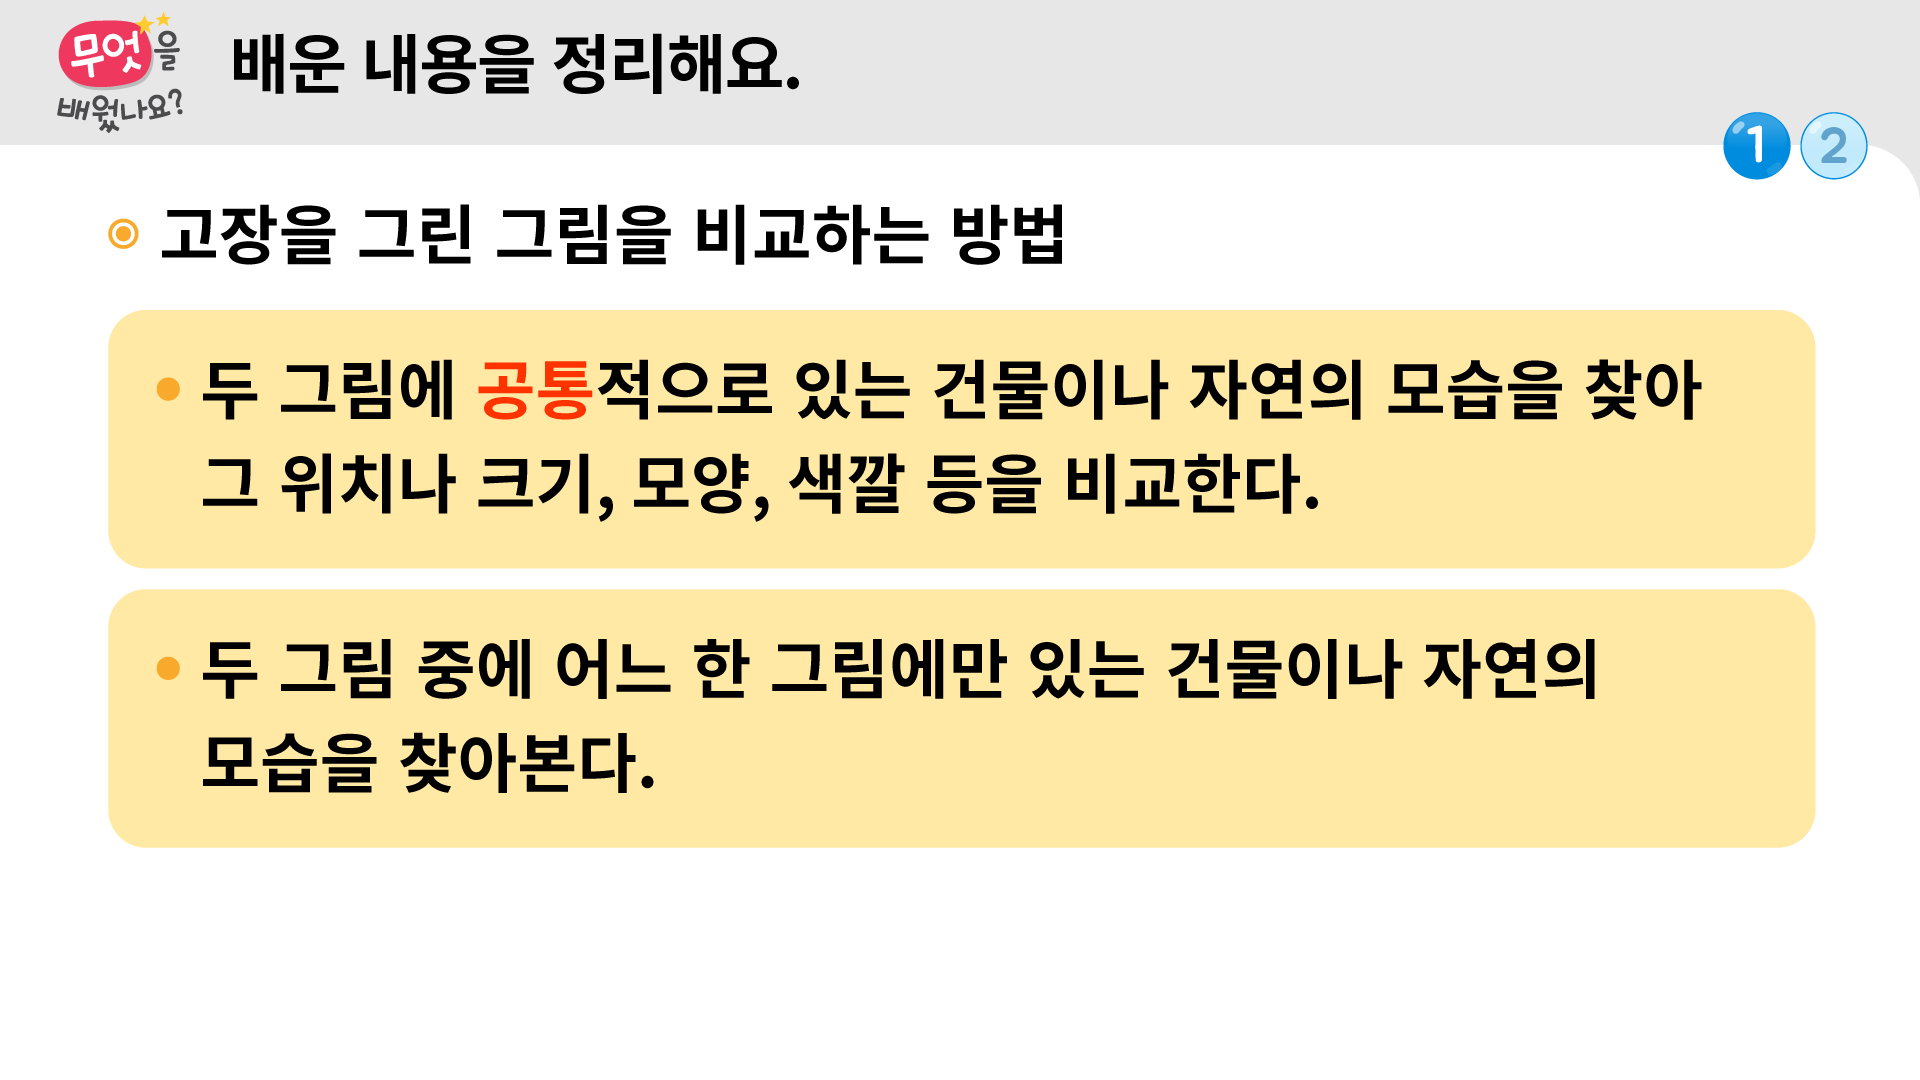 무엇을
배웠나요?
배운 내용을 정리해요.
1 2
고장을 그린 그림을 비교하는 방법
두 그림에 공통적으로 있는 건물이나 자연의 모습을 찾아
그 위치나 크기, 모양, 색깔 등을 비교한다.
두 그림 중에 어느 한 그림에만 있는 건물이나 자연의
모습을 찾아본다.